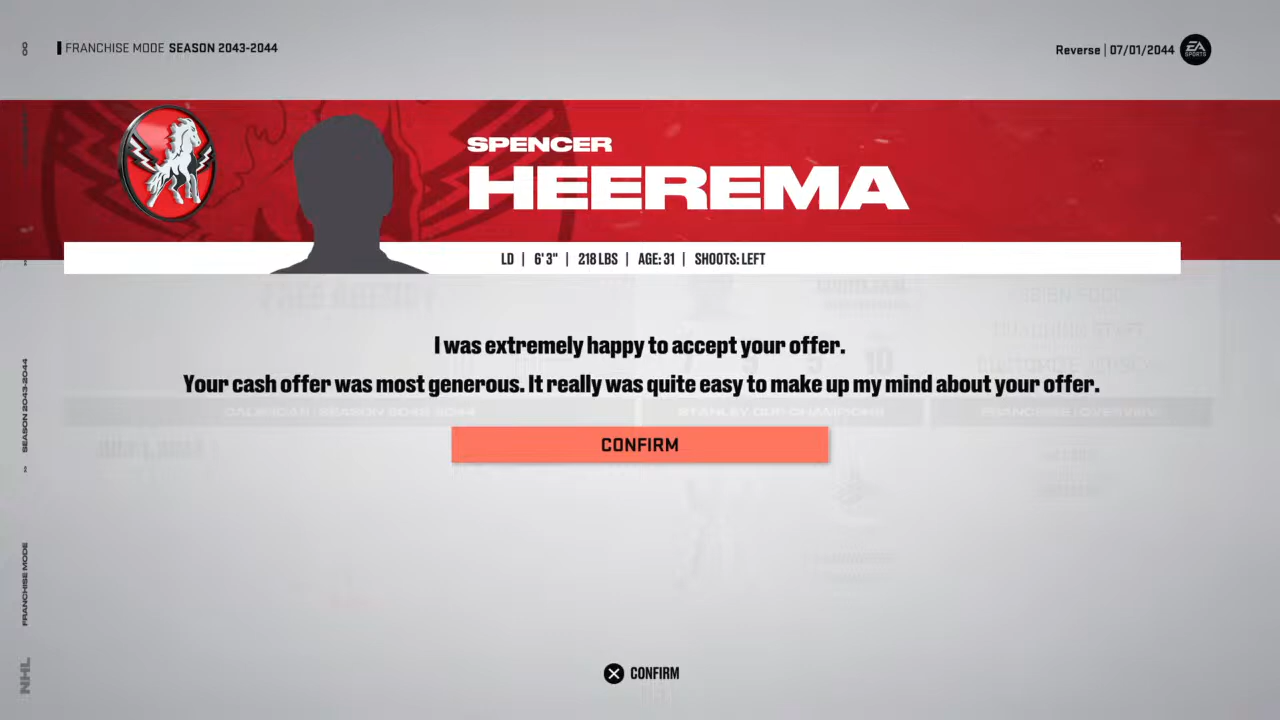 FRANCHISE MODE SEASON 2043-2044
Reverse | 07/01/2044
EA SPORTS
SPENCER
HEEREMA
LD | 6'3" | 218 LBS | AGE: 31 | SHOOTS: LEFT
I was extremely happy to accept your offer.
Your cash offer was most generous. It really was quite easy to make up my mind about your offer.
CONFIRM
CONFIRM
SEASON 2043-2044
FRANCHISE MODE
NHL